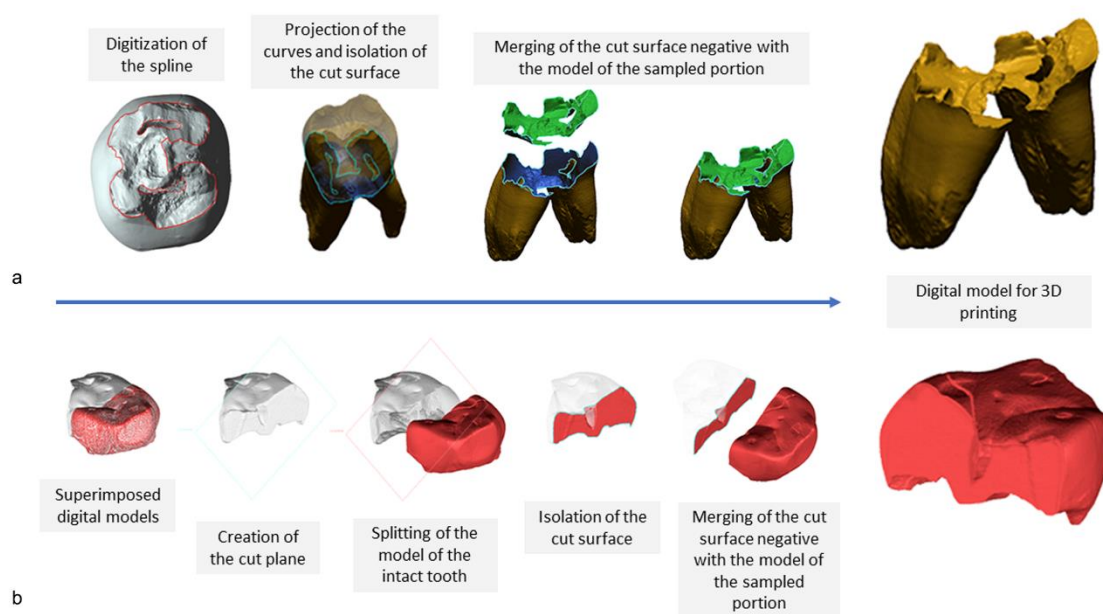 Digitization of
the spline
Projection of the
curves and isolation of
the cut surface
Merging of the cut surface negative with
the model of the sampled portion
a
Digital model for 3D
printing
Superimposed
digital models
Creation of
the cut plane
Splitting of the
model of the
intact tooth
Isolation of the
cut surface
Merging of the cut
surface negative
with the model of
the sampled
portion
b